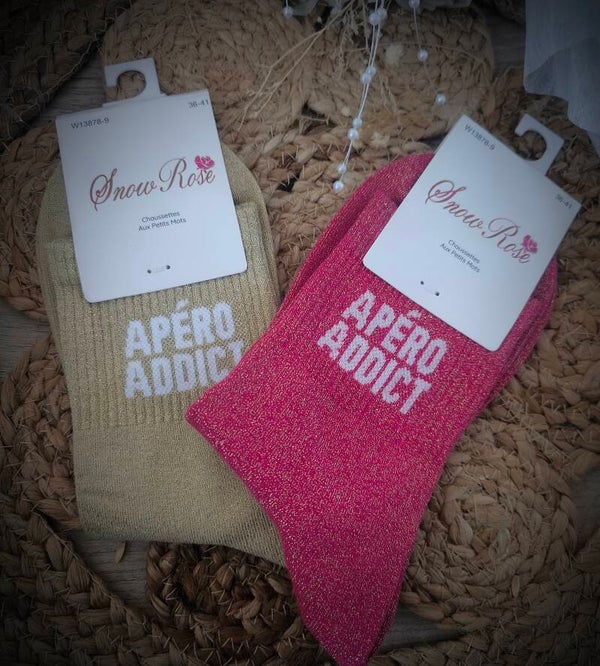 W13878-9
36-41
Snow Rose
Chaussettes
Aux Petits Mots
APÉRO
ADDICT
W13878-9
36-41
Snow Rose
Chaussettes
Aux Petits Mots
APÉRO
ADDICT